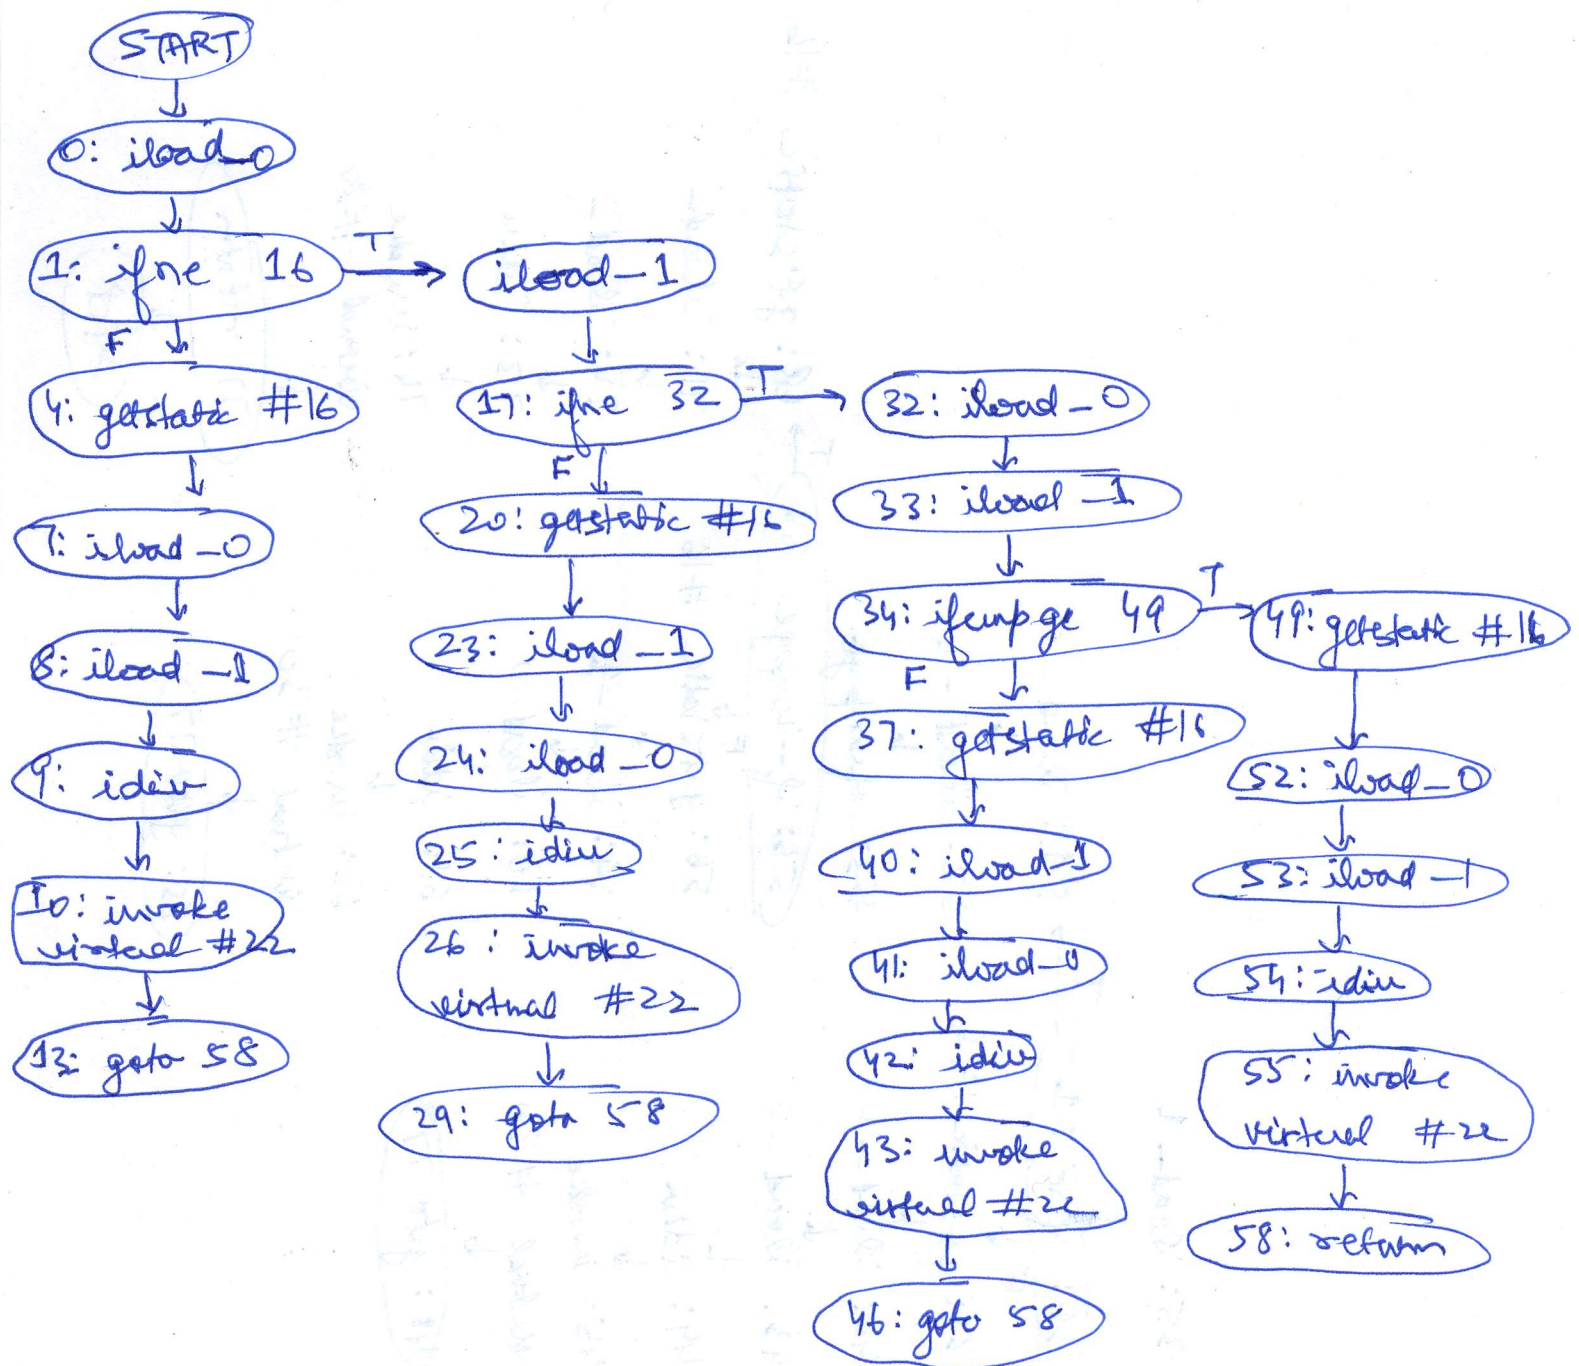 START
0: iload_0
1: ifne 16
T
F
4: getstatic #16
7: iload_0
8: iload_1
9: idiv
10: invoke
virtual #22
13: goto 58
iload_1
17: ifne 32
T
F
20: getstatic #16
23: iload_1
24: iload_0
25: idiv
26: invoke
virtual #22
29: goto 58
32: iload_0
33: iload_1
34: ifcmpge 49
T
F
37: getstatic #16
40: iload_1
41: iload_0
42: idiv
43: invoke
virtual #22
46: goto 58
49: getstatic #16
52: iload_0
53: iload_1
54: idiv
55: invoke
virtual #22
58: return